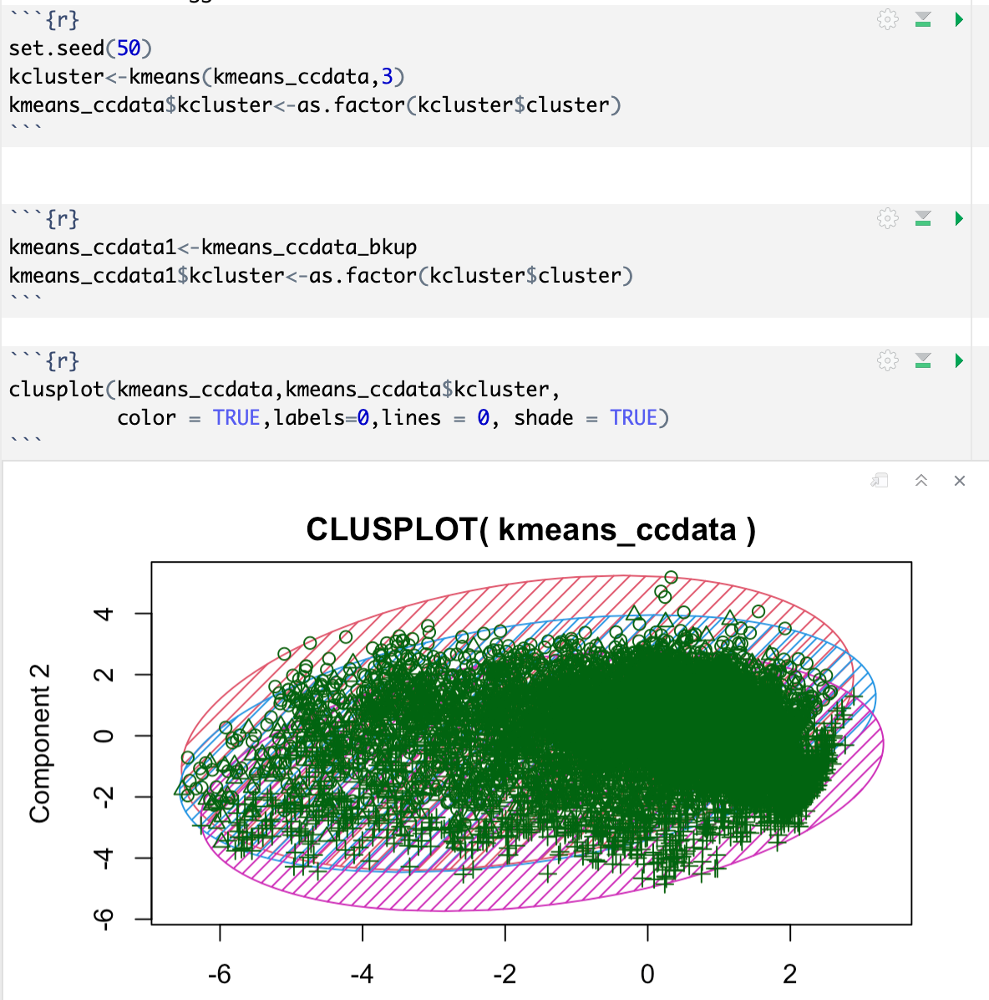 ```{r}
set.seed(50)
kcluster<-kmeans(kmeans_ccdata,3)
kmeans_ccdata$kcluster<-as.factor(kcluster$cluster)
```
```{r}
kmeans_ccdata1<-kmeans_ccdata_bkup
kmeans_ccdata1$kcluster<-as.factor(kcluster$cluster)
```
```{r}
clusplot(kmeans_ccdata,kmeans_ccdata$kcluster,
color = TRUE,labels=0,lines = 0, shade = TRUE)
```
CLUSPLOT( kmeans_ccdata )
Component 2
4
2
0
-2
-4
-6
-6 -4 -2 0 2